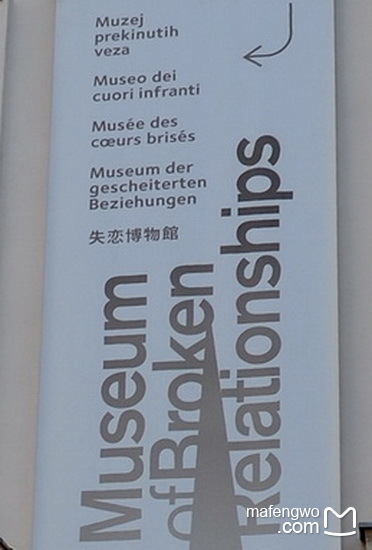 Muzej
prekinutih
veza
Museo dei
cuori infranti
Musée des
cœurs brisés
Museum der
gescheiterten
Beziehungen
失恋博物館
Museum
of Broken
Relationships
mafengwo
.com